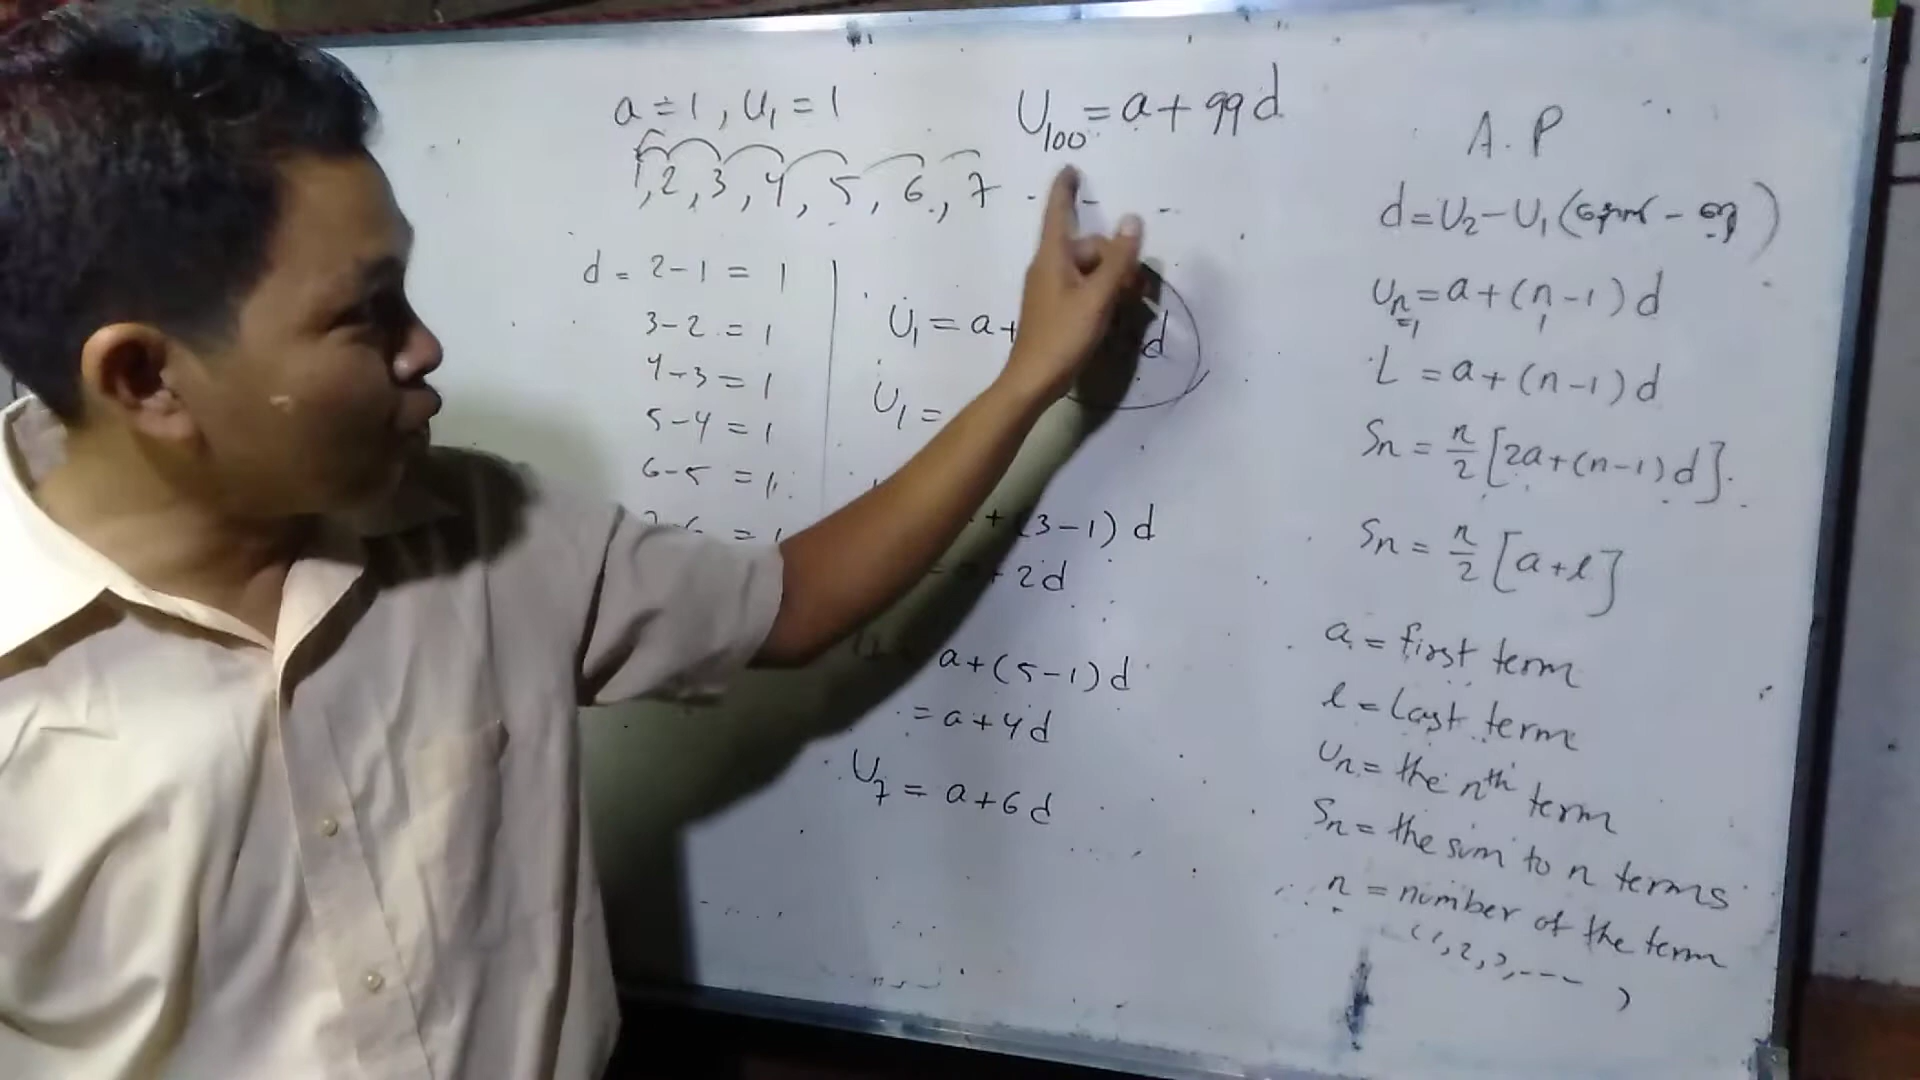 a = 1, U₁ = 1
1, 2, 3, 4, 5, 6, 7 - - -
d = 2-1 = 1
3-2 = 1
4-3 = 1
5-4 = 1
6-5 = 1
= 1
U₁₀₀ = a + 99d
U₁ = a+ d
U₁ =
+ (3-1) d
+ 2d
a + (5-1) d
= a + 4d
U₇ = a + 6d
A.P
d = U₂ - U₁
Uₙ = a + (n-1) d
=1 1
L = a + (n-1) d
Sₙ = n/2 [2a + (n-1) d]
Sₙ = n/2 [a + l]
a = first term
l = Last term
Uₙ = the nᵗʰ term
Sₙ = the sum to n terms
n = number of the term
(1, 2, 3, --- )